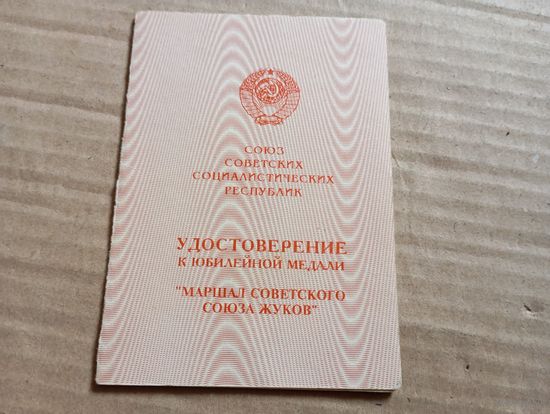 СОЮЗ
СОВЕТСКИХ
СОЦИАЛИСТИЧЕСКИХ
РЕСПУБЛИК
УДОСТОВЕРЕНИЕ
К ЮБИЛЕЙНОЙ МЕДАЛИ
"МАРШАЛ СОВЕТСКОГО
СОЮЗА ЖУКОВ"